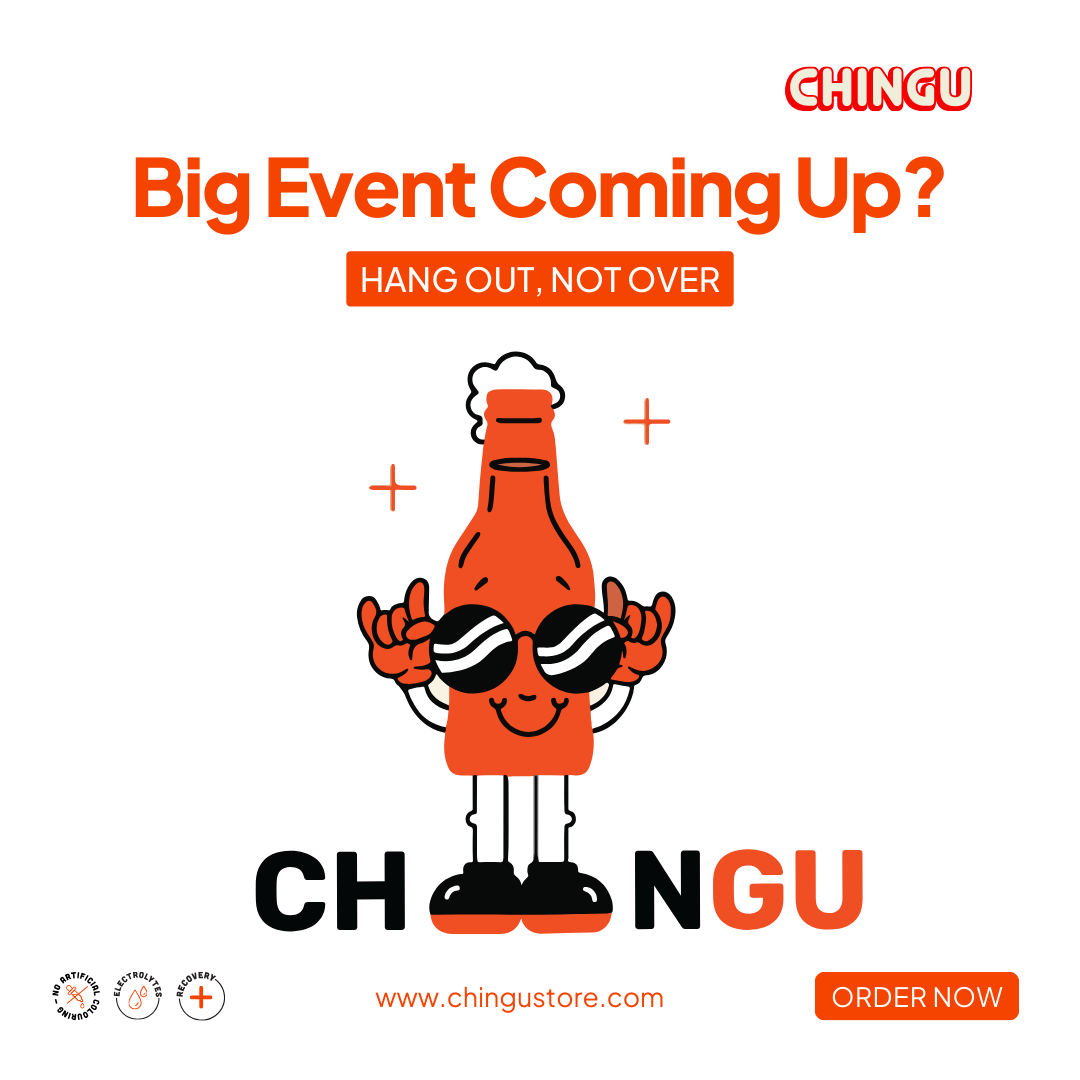 CHINGU
Big Event Coming Up?
HANG OUT, NOT OVER
CH NGU
NO ARTIFICIAL COLOURING
ELECTROLYTES
RECOVERY
www.chingustore.com
ORDER NOW